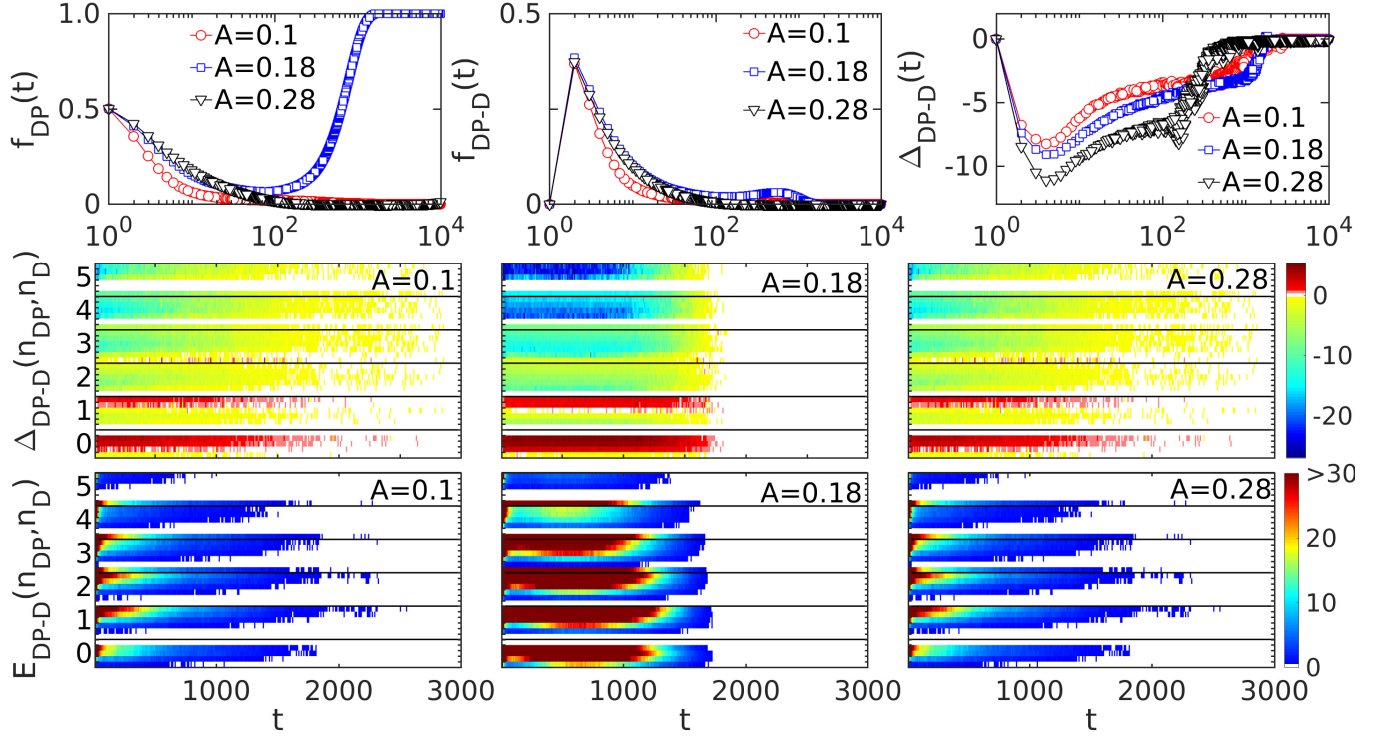 f_DP(t)
1.0
0.5
0
10^0
10^2
10^4
A=0.1
A=0.18
A=0.28
f_DP-D(t)
0.5
0
10^0
10^2
10^4
A=0.1
A=0.18
A=0.28
Δ_DP-D(t)
0
-5
-10
10^0
10^2
10^4
A=0.1
A=0.18
A=0.28
Δ_DP-D(n_DP,n_D)
5
4
3
2
1
0
A=0.1
A=0.18
A=0.28
0
-10
-20
E_DP-D(n_DP,n_D)
5
4
3
2
1
0
A=0.1
A=0.18
A=0.28
>30
20
10
0
1000
2000
3000
1000
2000
3000
1000
2000
3000
t
t
t